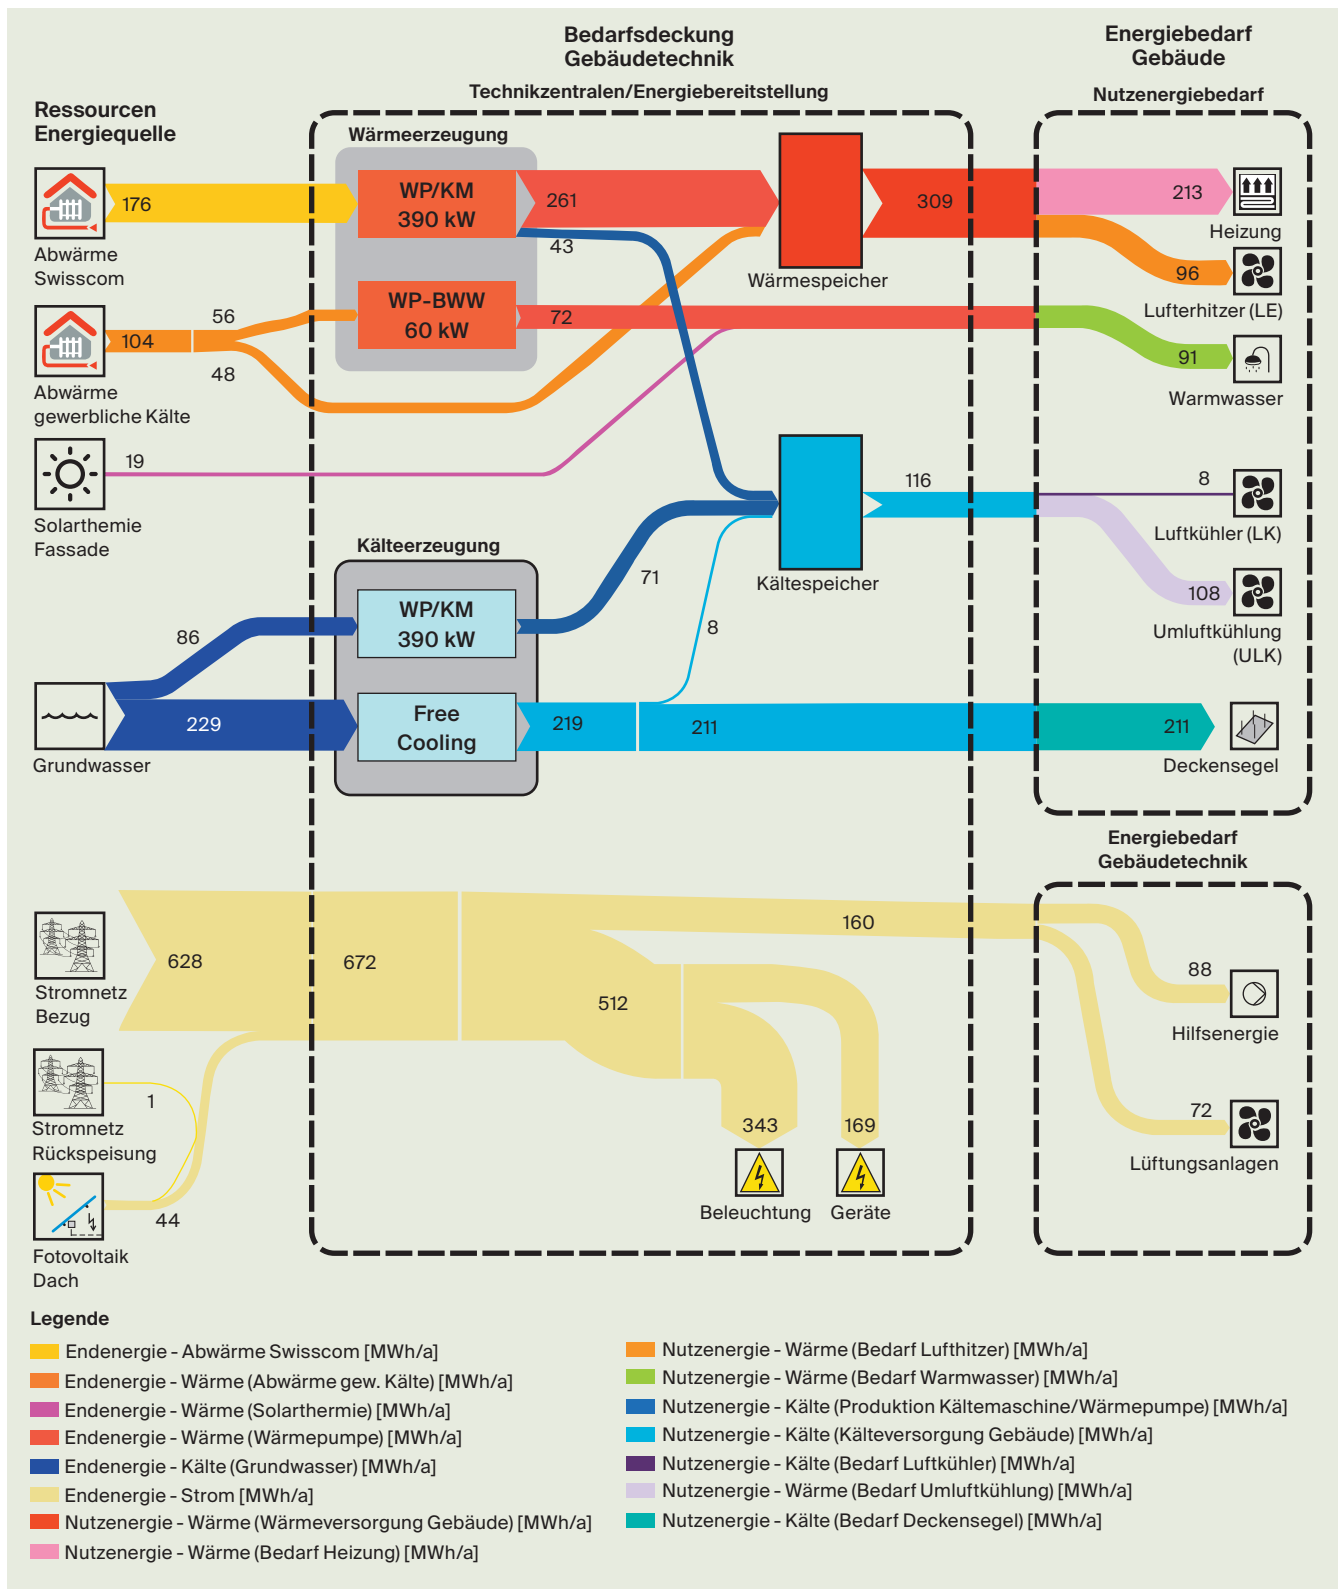 Bedarfsdeckung
Gebäudetechnik
Energiebedarf
Gebäude
Technikzentralen/Energiebereitstellung
Nutzenergiebedarf
Ressourcen
Energiequelle
Wärmeerzeugung
WP/KM
390 kW
176
261
309
213
43
Heizung
Abwärme
Swisscom
Wärmespeicher
96
Lufterhitzer (LE)
WP-BWW
60 kW
56
72
104
48
91
Warmwasser
Abwärme
gewerbliche Kälte
19
116
8
Solarthemie
Fassade
Luftkühler (LK)
Kälteerzeugung
Kältespeicher
71
108
WP/KM
390 kW
86
8
Umluftkühlung
(ULK)
Free
Cooling
229
219
211
211
Grundwasser
Deckensegel
Energiebedarf
Gebäudetechnik
160
628
672
512
88
Stromnetz
Bezug
Hilfsenergie
1
343
169
72
Stromnetz
Rückspeisung
Lüftungsanlagen
44
Beleuchtung
Geräte
Fotovoltaik
Dach
Legende
Endenergie - Abwärme Swisscom [MWh/a]
Endenergie - Wärme (Abwärme gew. Kälte) [MWh/a]
Endenergie - Wärme (Solarthermie) [MWh/a]
Endenergie - Wärme (Wärmepumpe) [MWh/a]
Endenergie - Kälte (Grundwasser) [MWh/a]
Endenergie - Strom [MWh/a]
Nutzenergie - Wärme (Wärmeversorgung Gebäude) [MWh/a]
Nutzenergie - Wärme (Bedarf Heizung) [MWh/a]
Nutzenergie - Wärme (Bedarf Lufthitzer) [MWh/a]
Nutzenergie - Wärme (Bedarf Warmwasser) [MWh/a]
Nutzenergie - Kälte (Produktion Kältemaschine/Wärmepumpe) [MWh/a]
Nutzenergie - Kälte (Kälteversorgung Gebäude) [MWh/a]
Nutzenergie - Kälte (Bedarf Luftkühler) [MWh/a]
Nutzenergie - Wärme (Bedarf Umluftkühlung) [MWh/a]
Nutzenergie - Kälte (Bedarf Deckensegel) [MWh/a]